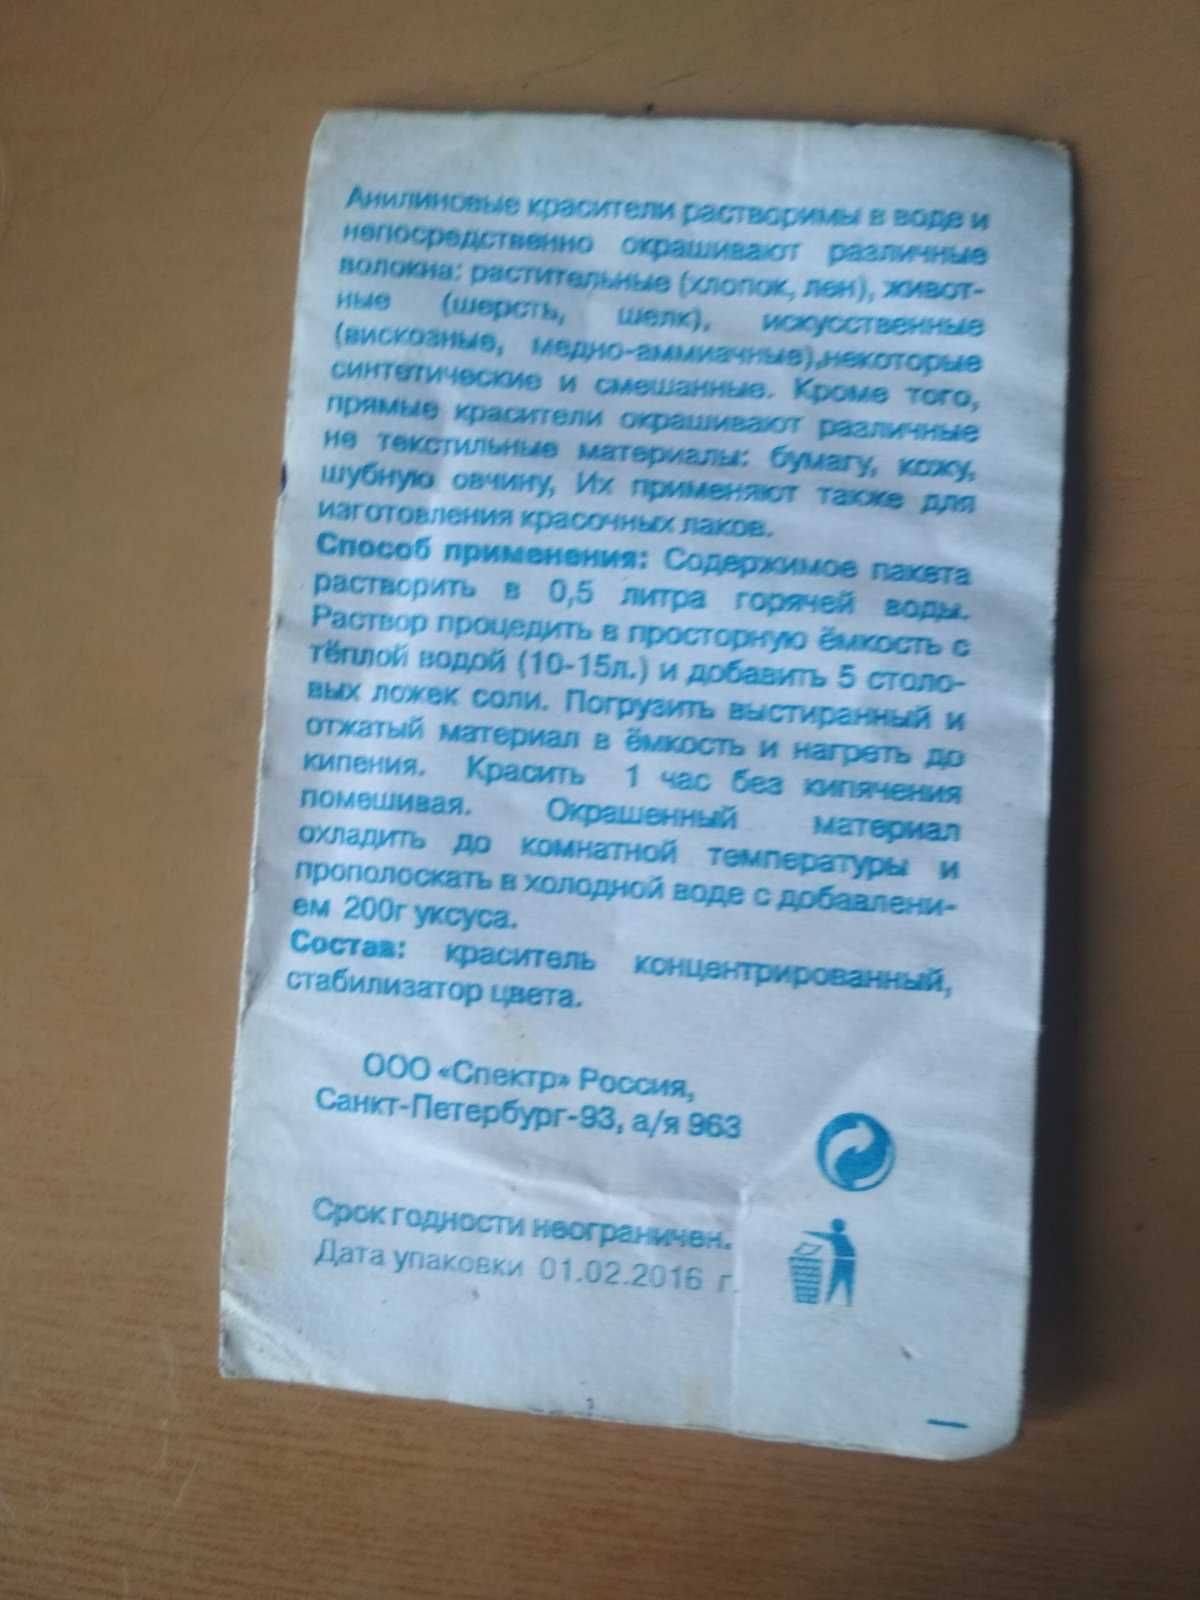 Анилиновые красители растворимы в воде и
непосредственно окрашивают различные
волокна: растительные (хлопок, лен), живот-
ные (шерсть, шелк), искусственные
(вискозные, медно-аммиачные),некоторые
синтетические и смешанные. Кроме того,
прямые красители окрашивают различные
не текстильные материалы: бумагу, кожу,
шубную овчину, Их применяют также для
изготовления красочных лаков.
Способ применения: Содержимое пакета
растворить в 0,5 литра горячей воды.
Раствор процедить в просторную ёмкость с
тёплой водой (10-15л.) и добавить 5 столо-
вых ложек соли. Погрузить выстиранный и
отжатый материал в ёмкость и нагреть до
кипения. Красить 1 час без кипячения
помешивая. Окрашенный материал
охладить до комнатной температуры и
прополоскать в холодной воде с добавлени-
ем 200г уксуса.
Состав: краситель концентрированный,
стабилизатор цвета.
ООО «Спектр» Россия,
Санкт-Петербург-93, а/я 963
Срок годности неограничен.
Дата упаковки 01.02.2016 г.